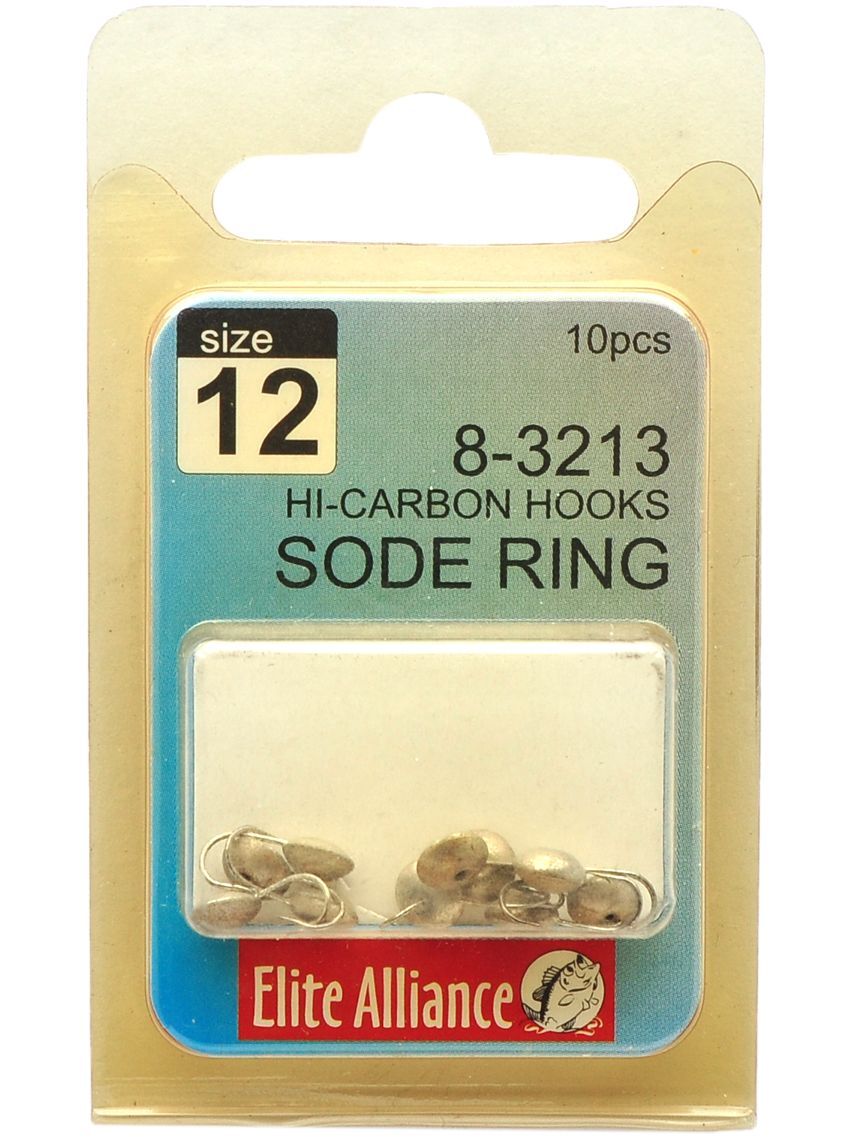 size
12
10pcs
8-3213
HI-CARBON HOOKS
SODE RING
Elite Alliance